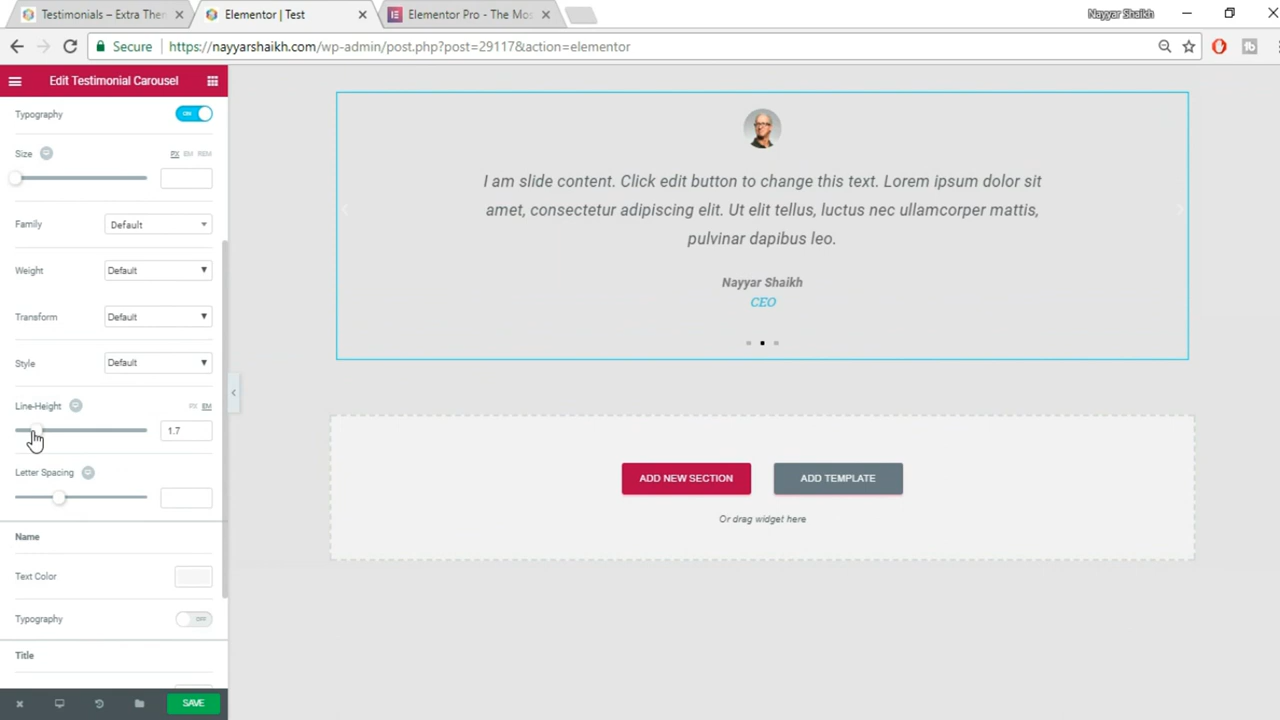 Testimonials – Extra Then
Elementor | Test
Elementor Pro - The Mos
Nayyar Shaikh
Secure
https://nayyarshaikh.com/wp-admin/post.php?post=29117&action=elementor
Edit Testimonial Carousel
Typography
ON
Size
PX EM REM
Family
Default
Weight
Default
Transform
Default
Style
Default
Line-Height
PX EM
1.7
Letter Spacing
Name
Text Color
Typography
OFF
Title
SAVE
I am slide content. Click edit button to change this text. Lorem ipsum dolor sit
amet, consectetur adipiscing elit. Ut elit tellus, luctus nec ullamcorper mattis,
pulvinar dapibus leo.
Nayyar Shaikh
CEO
ADD NEW SECTION
ADD TEMPLATE
Or drag widget here